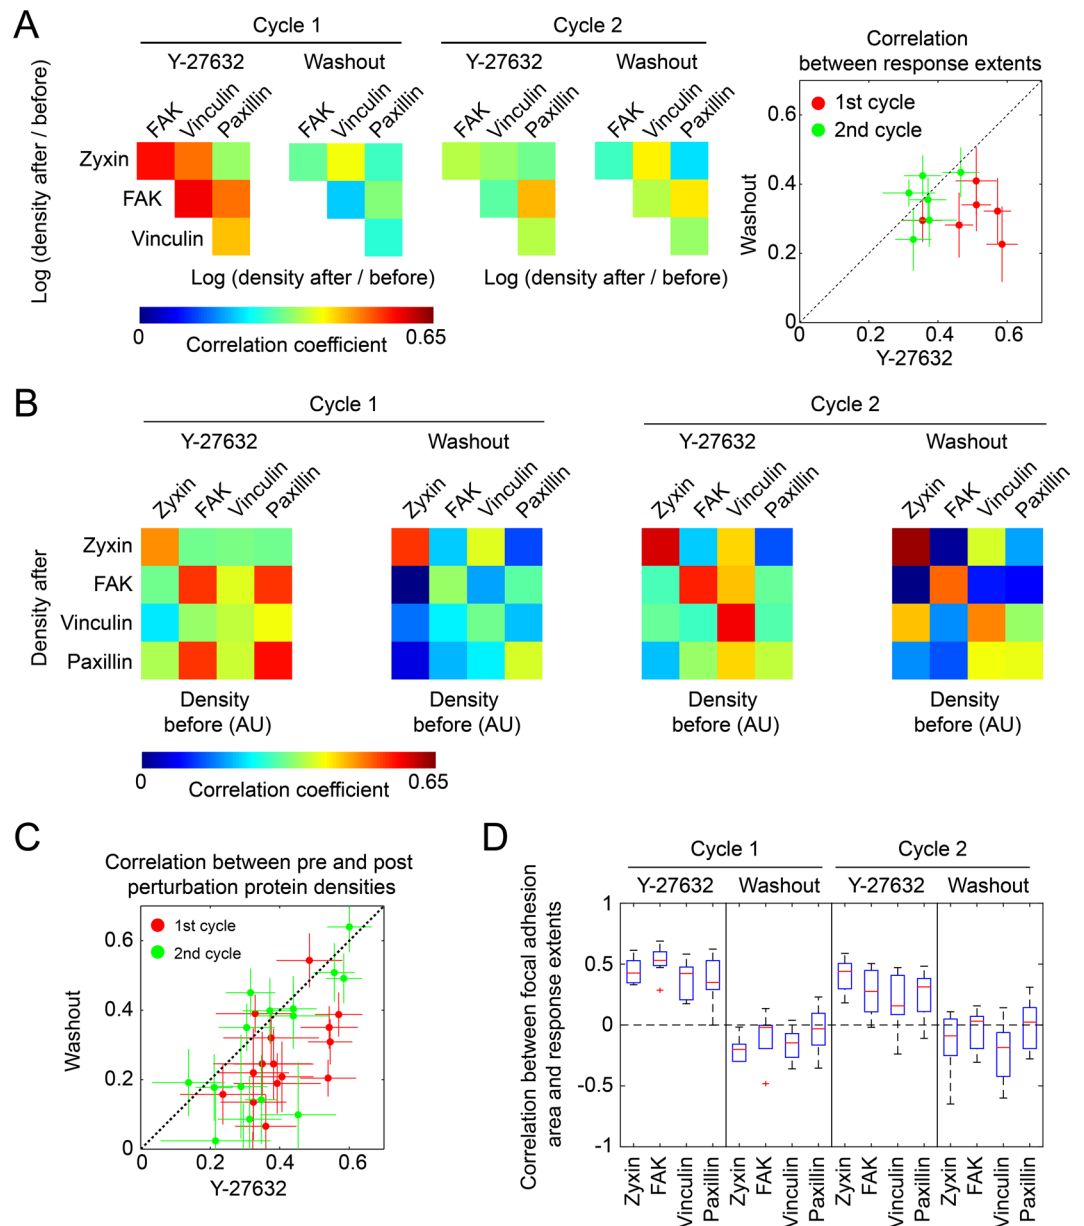 A
Cycle 1
Cycle 2
Y-27632
Washout
Y-27632
Washout
FAK
Vinculin
Paxillin
FAK
Vinculin
Paxillin
FAK
Vinculin
Paxillin
FAK
Vinculin
Paxillin
Log (density after / before)
Zyxin
FAK
Vinculin
Log (density after / before)
Log (density after / before)
0
0.65
Correlation coefficient
Correlation
between response extents
1st cycle
2nd cycle
Washout
0.6
0.4
0.2
0
0
0.2
0.4
0.6
Y-27632
B
Cycle 1
Cycle 2
Y-27632
Washout
Y-27632
Washout
Zyxin
FAK
Vinculin
Paxillin
Zyxin
FAK
Vinculin
Paxillin
Zyxin
FAK
Vinculin
Paxillin
Zyxin
FAK
Vinculin
Paxillin
Density after
Zyxin
FAK
Vinculin
Paxillin
Density
before (AU)
Density
before (AU)
Density
before (AU)
Density
before (AU)
0
0.65
Correlation coefficient
C
Correlation between pre and post
perturbation protein densities
1st cycle
2nd cycle
Washout
0.6
0.4
0.2
0
0
0.2
0.4
0.6
Y-27632
D
Cycle 1
Cycle 2
Y-27632
Washout
Y-27632
Washout
Correlation between focal adhesion
area and response extents
1
0.5
0
-0.5
-1
Zyxin
FAK
Vinculin
Paxillin
Zyxin
FAK
Vinculin
Paxillin
Zyxin
FAK
Vinculin
Paxillin
Zyxin
FAK
Vinculin
Paxillin